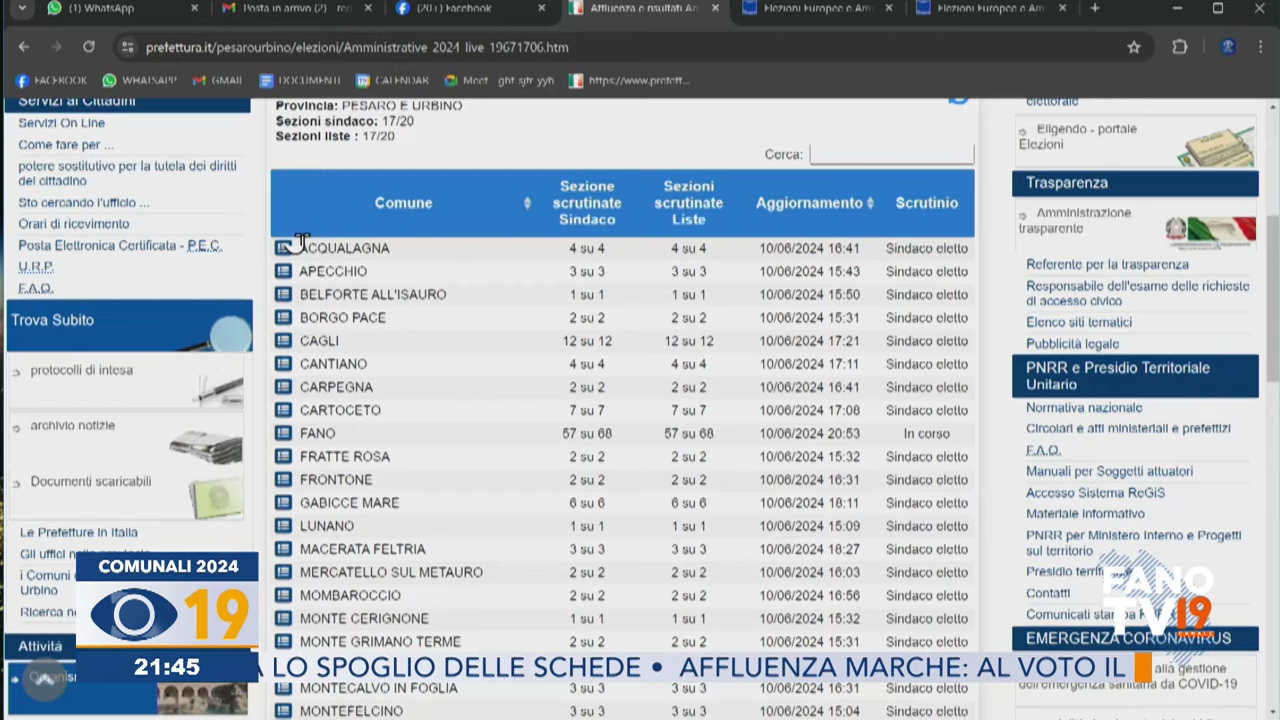 (1) WhatsApp
Posta in arrivo (2)
(20+) Facebook
Affluenza e risultati
Elezioni Europee e Am
Elezioni Europee e Am
prefettura.it/pesarourbino/elezioni/Amministrative 2024 live 19671706.htm
FACEBOOK
WHATSAPP
GMAIL
DOCUMENTI
CALENDAR
Meet
https://www.prefett...
Servizi ai Cittadini
Servizi On Line
Come fare per ...
potere sostitutivo per la tutela dei diritti
del cittadino
Sto cercando l'ufficio ...
Orari di ricevimento
Posta Elettronica Certificata - P.E.C.
U.R.P.
F.A.Q.
Trova Subito
protocolli di intesa
archivio notizie
Documenti scaricabili
Le Prefetture in Italia
Gli uffici
i Comuni
Urbino
Ricerca
Attività
Provincia: PESARO E URBINO
Sezioni sindaco: 17/20
Sezioni liste : 17/20
Cerca:
Comune Sezione scrutinate Sindaco Sezioni scrutinate Liste Aggiornamento Scrutinio
ACQUALAGNA 4 su 4 4 su 4 10/06/2024 16:41 Sindaco eletto
APECCHIO 3 su 3 3 su 3 10/06/2024 15:43 Sindaco eletto
BELFORTE ALL'ISAURO 1 su 1 1 su 1 10/06/2024 15:50 Sindaco eletto
BORGO PACE 2 su 2 2 su 2 10/06/2024 15:31 Sindaco eletto
CAGLI 12 su 12 12 su 12 10/06/2024 17:21 Sindaco eletto
CANTIANO 4 su 4 4 su 4 10/06/2024 17:11 Sindaco eletto
CARPEGNA 2 su 2 2 su 2 10/06/2024 16:41 Sindaco eletto
CARTOCETO 7 su 7 7 su 7 10/06/2024 17:08 Sindaco eletto
FANO 57 su 68 57 su 68 10/06/2024 20:53 In corso
FRATTE ROSA 2 su 2 2 su 2 10/06/2024 15:32 Sindaco eletto
FRONTONE 2 su 2 2 su 2 10/06/2024 16:31 Sindaco eletto
GABICCE MARE 6 su 6 6 su 6 10/06/2024 18:11 Sindaco eletto
LUNANO 1 su 1 1 su 1 10/06/2024 15:09 Sindaco eletto
MACERATA FELTRIA 3 su 3 3 su 3 10/06/2024 18:27 Sindaco eletto
MERCATELLO SUL METAURO 2 su 2 2 su 2 10/06/2024 16:03 Sindaco eletto
MOMBAROCCIO 2 su 2 2 su 2 10/06/2024 16:56 Sindaco eletto
MONTE CERIGNONE 1 su 1 1 su 1 10/06/2024 15:32 Sindaco eletto
MONTE GRIMANO TERME 2 su 2 2 su 2 10/06/2024 15:31 Sindaco eletto
MONTECALVO IN FOGLIA 3 su 3 3 su 3 10/06/2024 16:31 Sindaco eletto
MONTEFELCINO 3 su 3 3 su 3 10/06/2024 15:04 Sindaco eletto
elettorale
Eligendo - portale
Elezioni
Trasparenza
Amministrazione
trasparente
Referente per la trasparenza
Responsabile dell'esame delle richieste
di accesso civico
Elenco siti tematici
Pubblicità legale
PNRR e Presidio Territoriale
Unitario
Normativa nazionale
Circolari e atti ministeriali e prefettizi
F.A.Q.
Manuali per Soggetti attuatori
Accesso Sistema ReGiS
Materiale informativo
PNRR per Ministero Interno e Progetti
sul territorio
Presidio
Contatti
Comunicati
EMERGENZA CORONAVIRUS
alla gestione
dell'emergenza sanitaria da COVID-19
COMUNALI 2024
19
21:45
LO SPOGLIO DELLE SCHEDE • AFFLUENZA MARCHE: AL VOTO IL
FANO
TV19